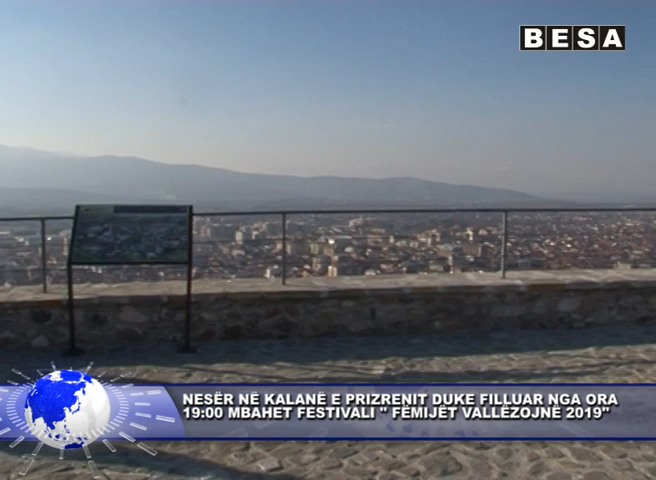 BESA
NESËR NË KALANË E PRIZRENIT DUKE FILLUAR NGA ORA
19:00 MBAHET FESTIVALI " FËMIJËT VALLËZOJNË 2019"